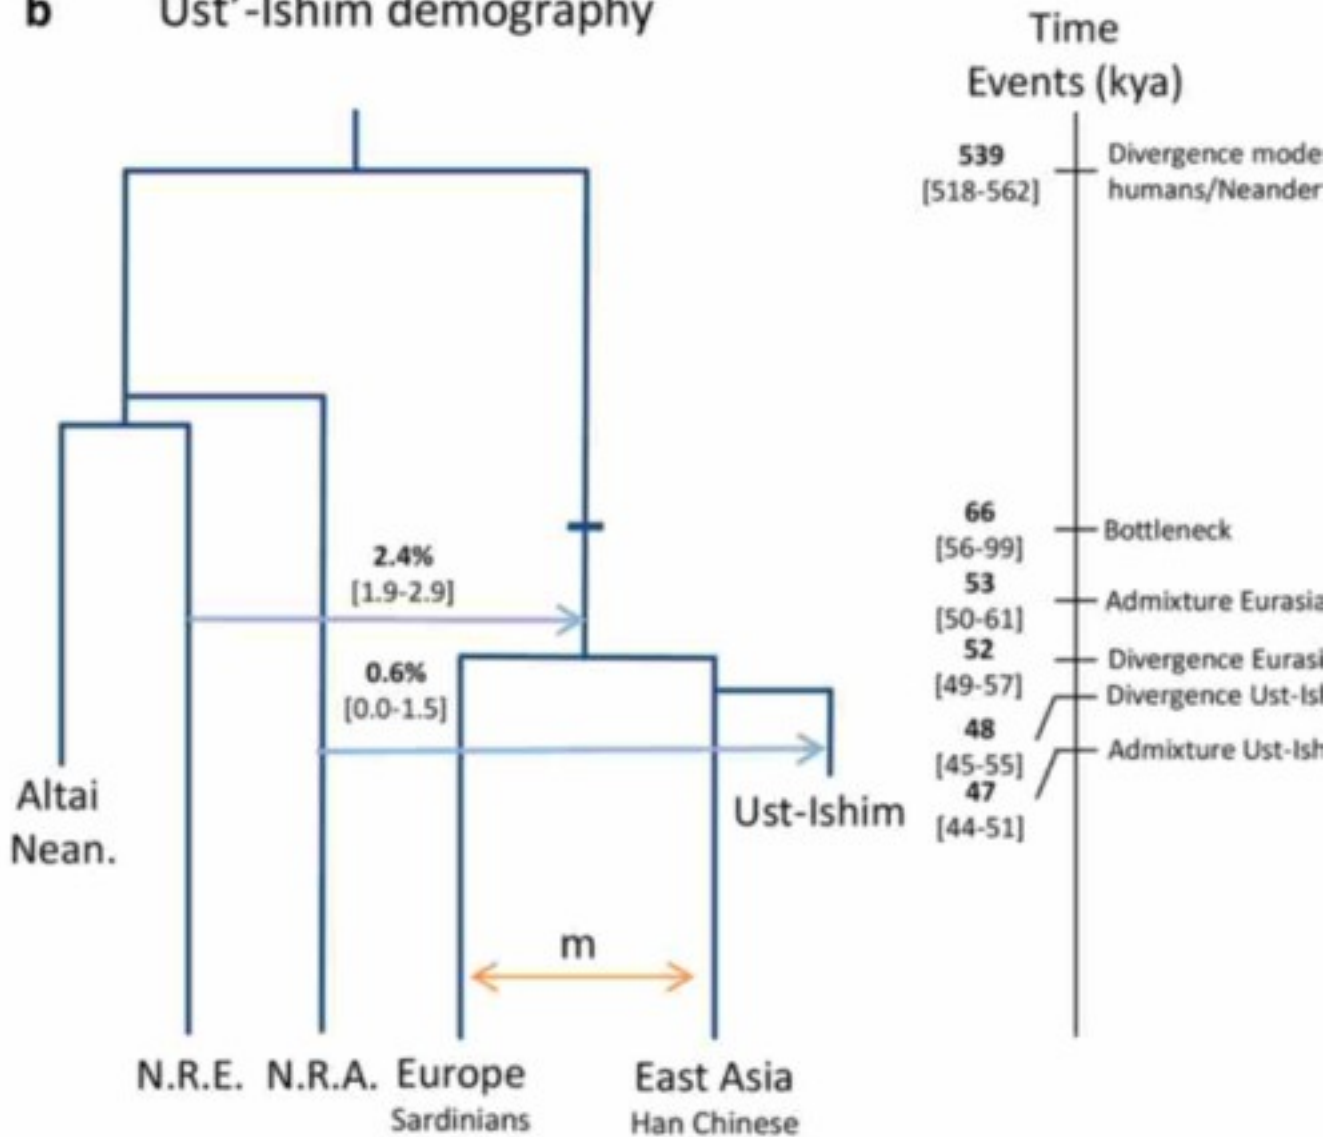 b Ust'-Ishim demography
Time
Events (kya)
539
[518-562]
Divergence mode
humans/Neander
66
[56-99]
Bottleneck
53
[50-61]
Admixture Eurasia
52
[49-57]
Divergence Eurasi
Divergence Ust-Ish
48
[45-55]
Admixture Ust-Ish
47
[44-51]
2.4%
[1.9-2.9]
0.6%
[0.0-1.5]
Altai
Nean.
Ust-Ishim
m
N.R.E. N.R.A. Europe East Asia
Sardinians Han Chinese